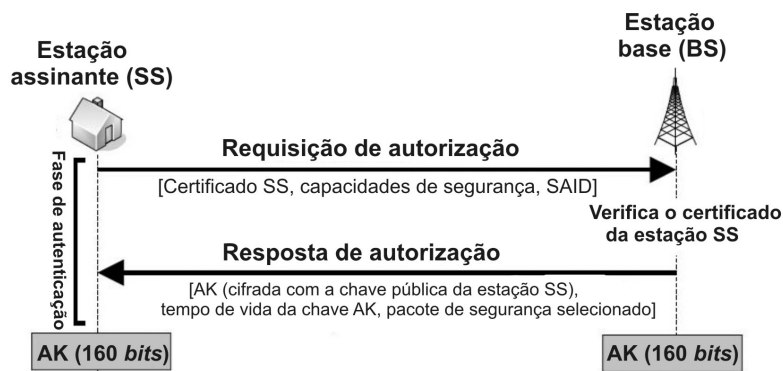 Estação
assinante (SS)
Estação
base (BS)
Fase de autenticação
Requisição de autorização
[Certificado SS, capacidades de segurança, SAID]
Verifica o certificado
da estação SS
Resposta de autorização
[AK (cifrada com a chave pública da estação SS),
tempo de vida da chave AK, pacote de segurança selecionado]
AK (160 bits)
AK (160 bits)